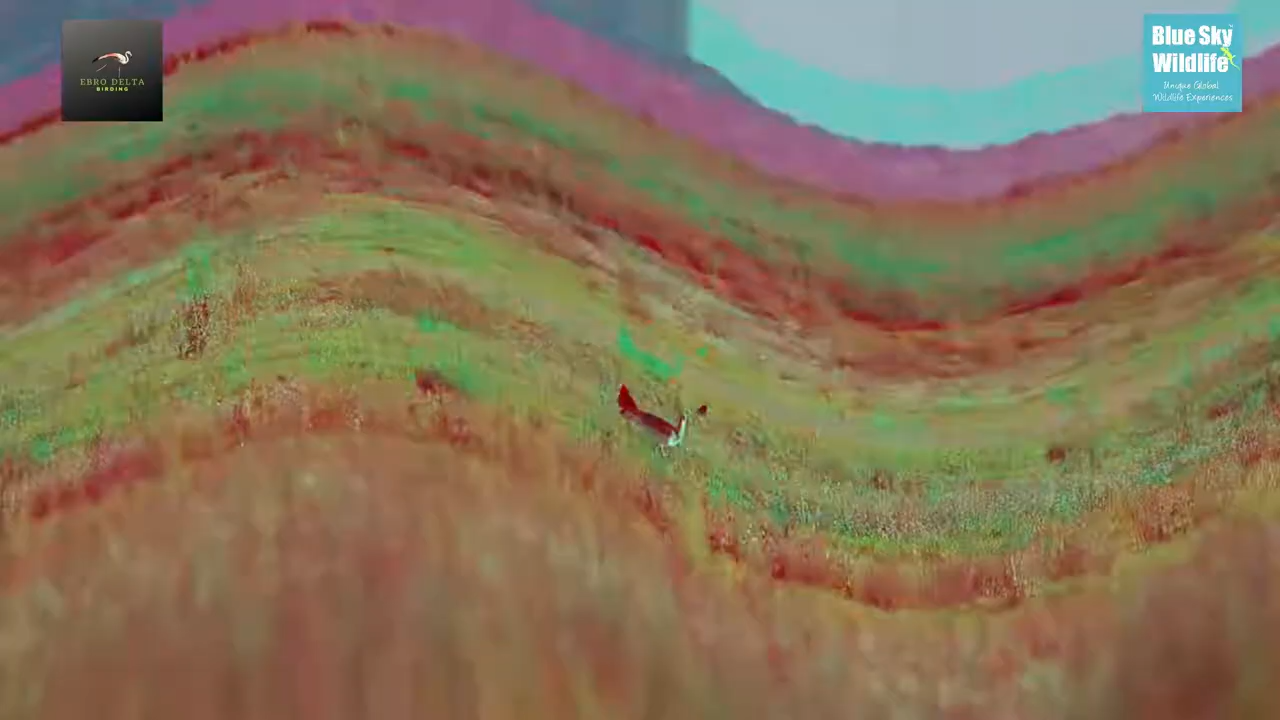 EBRO DELTA
BIRDING
Blue Sky
Wildlife
Unique Global
Wildlife Experiences